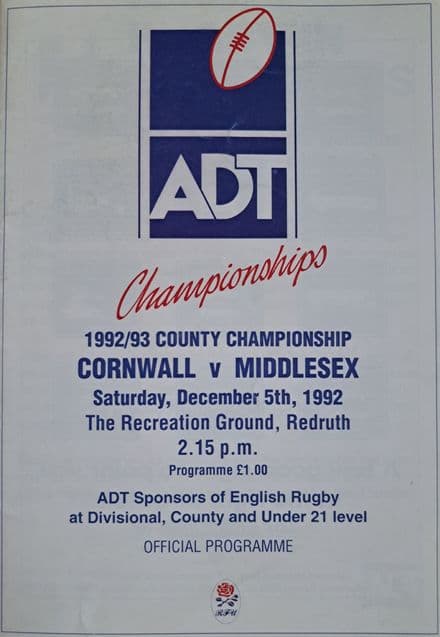 ADT
Championships
1992/93 COUNTY CHAMPIONSHIP
CORNWALL v MIDDLESEX
Saturday, December 5th, 1992
The Recreation Ground, Redruth
2.15 p.m.
Programme £1.00
ADT Sponsors of English Rugby
at Divisional, County and Under 21 level
OFFICIAL PROGRAMME
RFU